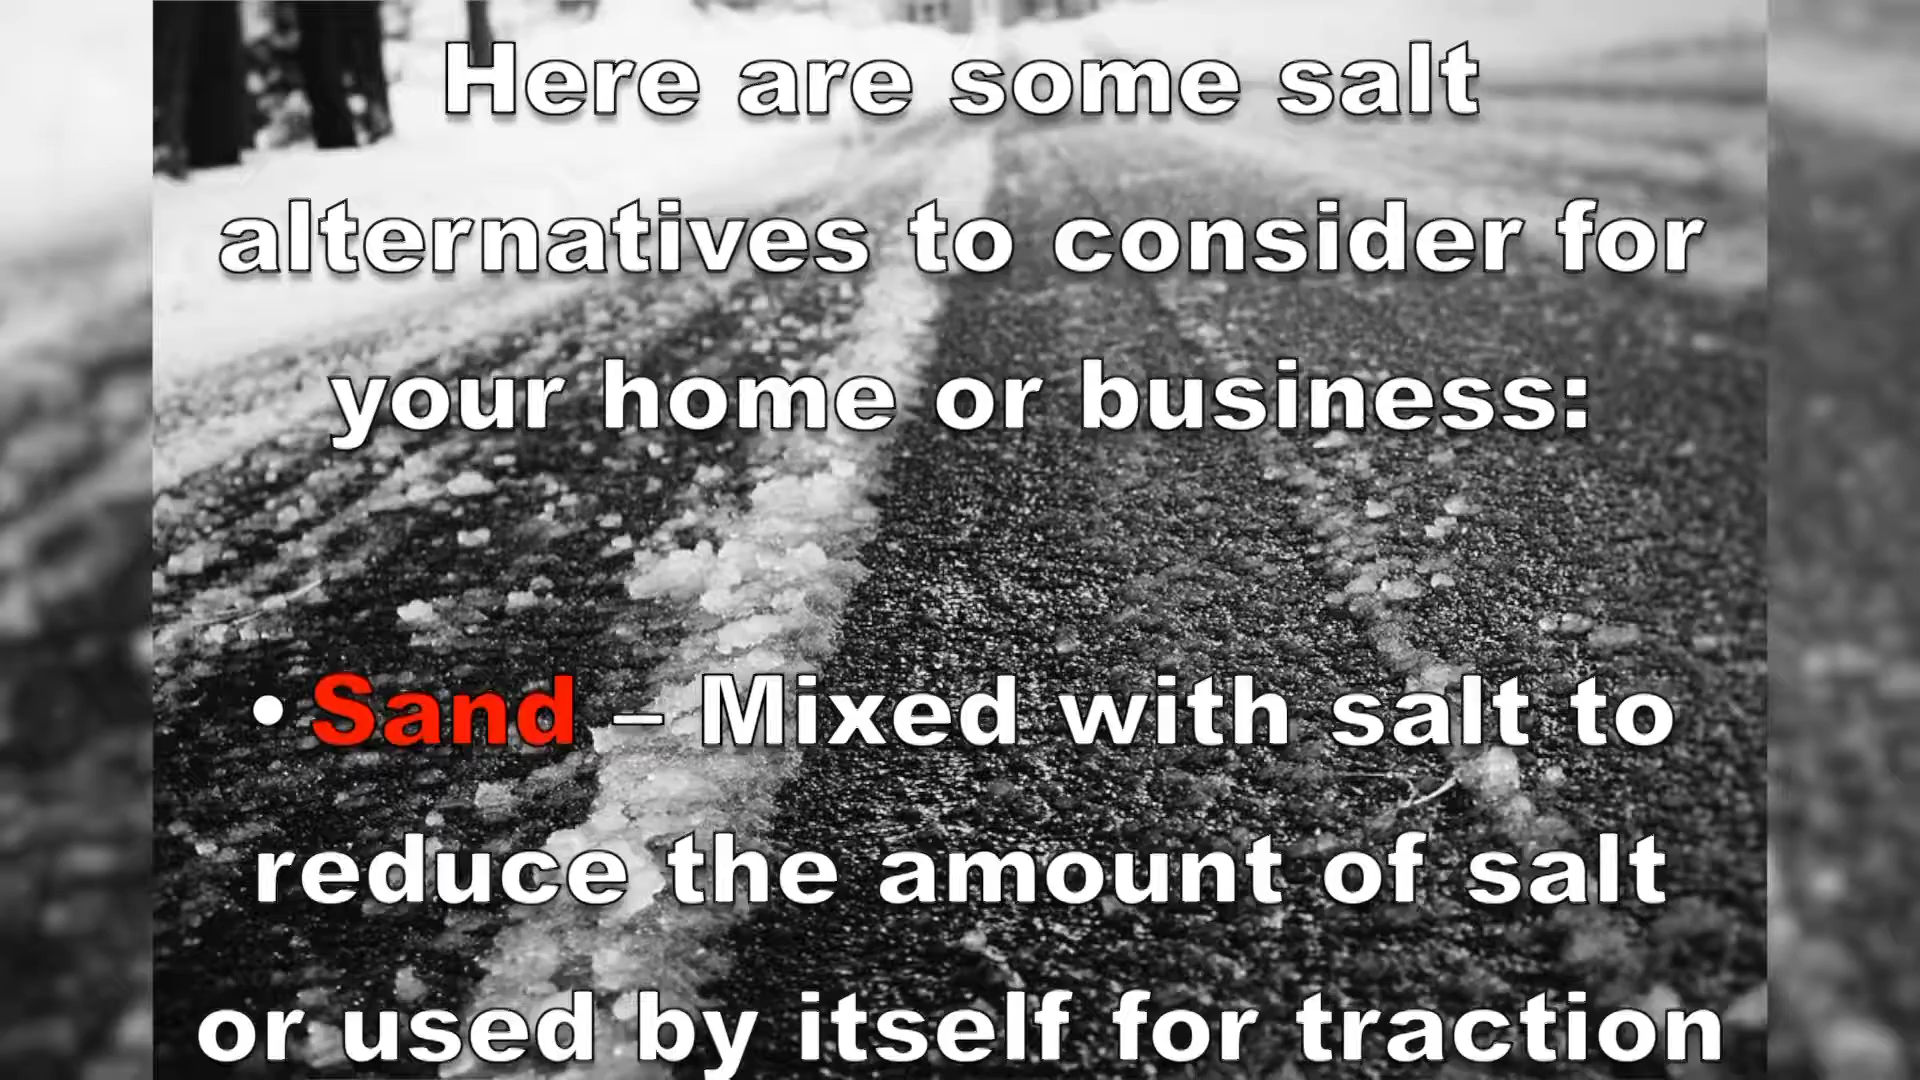 Here are some salt
alternatives to consider for
your home or business:
• Sand – Mixed with salt to
reduce the amount of salt
or used by itself for traction